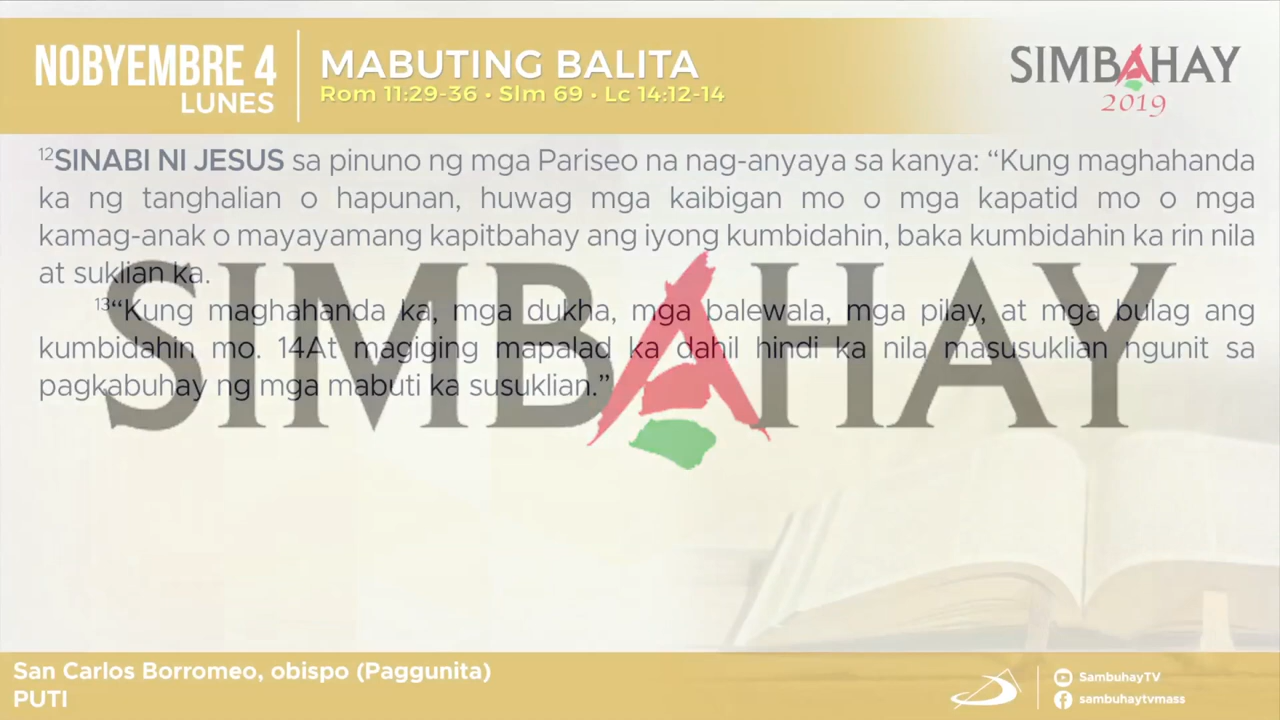 NOBYEMBRE 4
LUNES
MABUTING BALITA
Rom 11:29-36 • Slm 69 • Lc 14:12-14
SIMBAHAY
2019
12SINABI NI JESUS sa pinuno ng mga Pariseo na nag-anyaya sa kanya: “Kung maghahanda
ka ng tanghalian o hapunan, huwag mga kaibigan mo o mga kapatid mo o mga
kamag-anak o mayayamang kapitbahay ang iyong kumbidahin, baka kumbidahin ka rin nila
at suklian ka.
13“Kung maghahanda ka, mga dukha, mga balewala, mga pilay, at mga bulag ang
kumbidahin mo. 14At magiging mapalad ka dahil hindi ka nila masusuklian ngunit sa
pagkabuhay ng mga mabuti ka susuklian.”
SIMBAHAY
San Carlos Borromeo, obispo (Paggunita)
PUTI
SambuhayTV
sambuhaytvmass